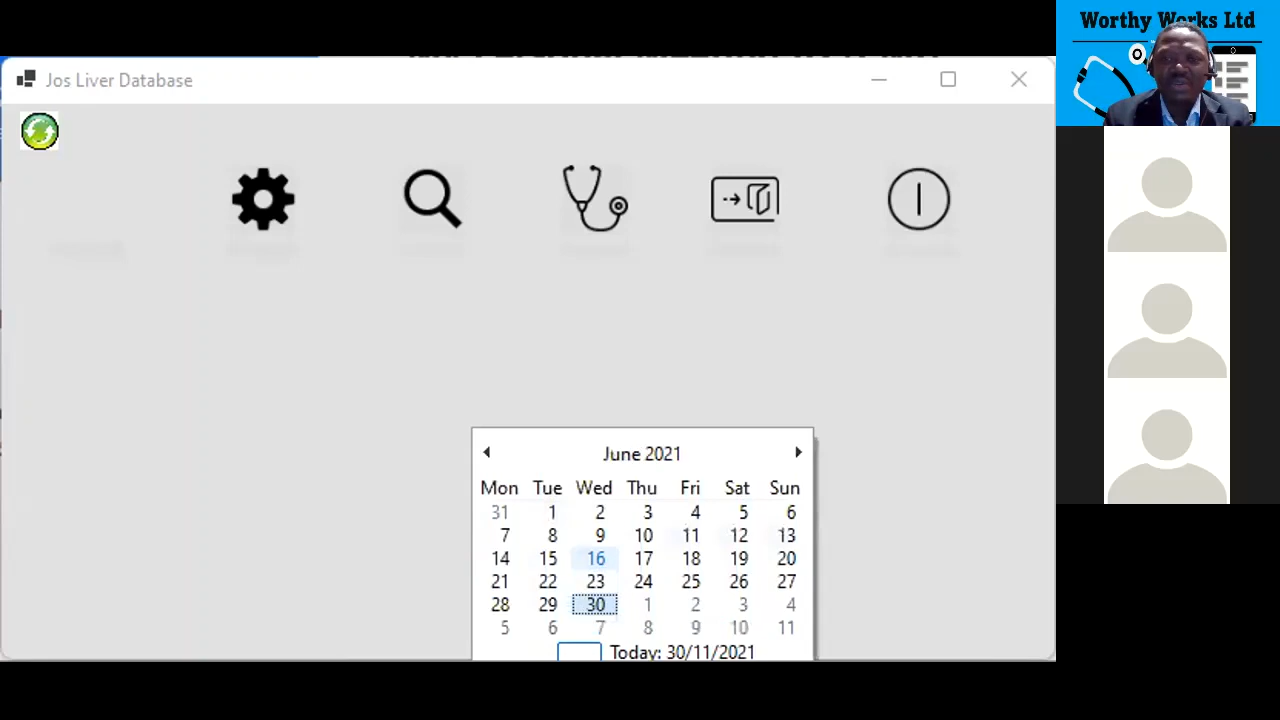 Worthy Works Ltd
Jos Liver Database
June 2021
Mon Tue Wed Thu Fri Sat Sun
31 1 2 3 4 5 6
7 8 9 10 11 12 13
14 15 16 17 18 19 20
21 22 23 24 25 26 27
28 29 30 1 2 3 4
5 6 7 8 9 10 11
Today: 30/11/2021